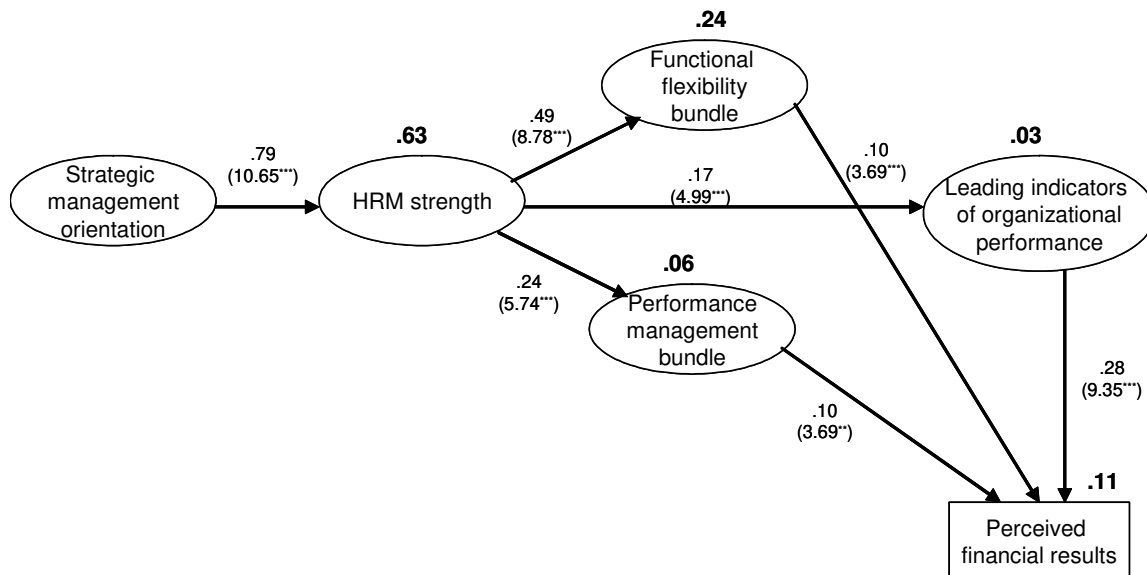 .24
Functional
flexibility
bundle
.49
(8.78***)
.63
.03
.79
(10.65***)
.10
(3.69***)
.17
(4.99***)
Strategic
management
orientation
HRM strength
Leading indicators
of organizational
performance
.24
(5.74***)
.06
Performance
management
bundle
.28
(9.35***)
.10
(3.69**)
.11
Perceived
financial results